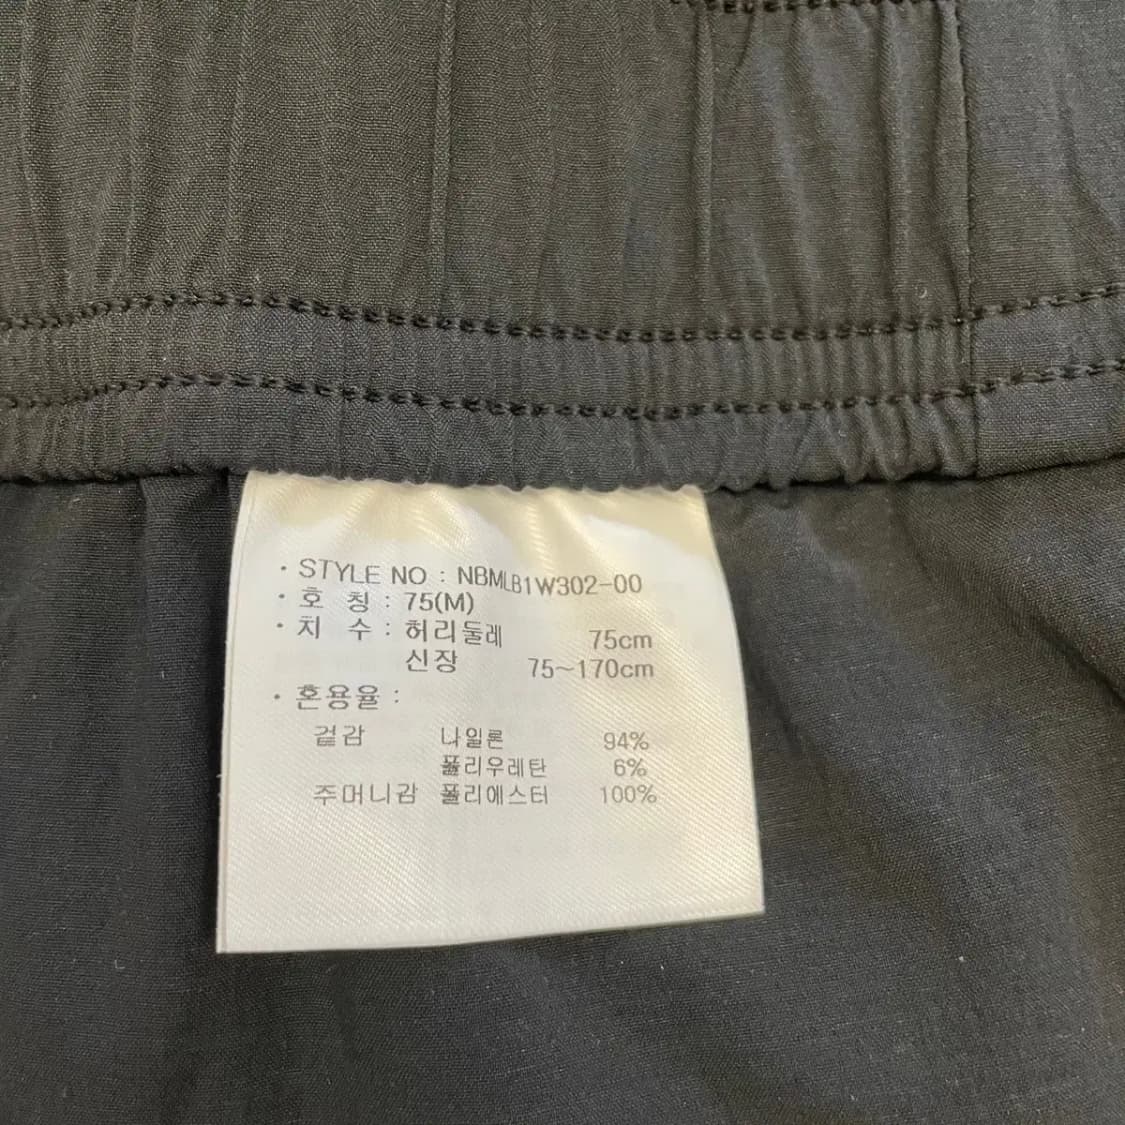 · STYLE NO : NBMLB1W302-00
· 호 칭 : 75(M)
· 치 수 : 허리둘레 75cm
신장 75~170cm
· 혼용율 :
겉감 나일론 94%
폴리우레탄 6%
주머니감 폴리에스터 100%